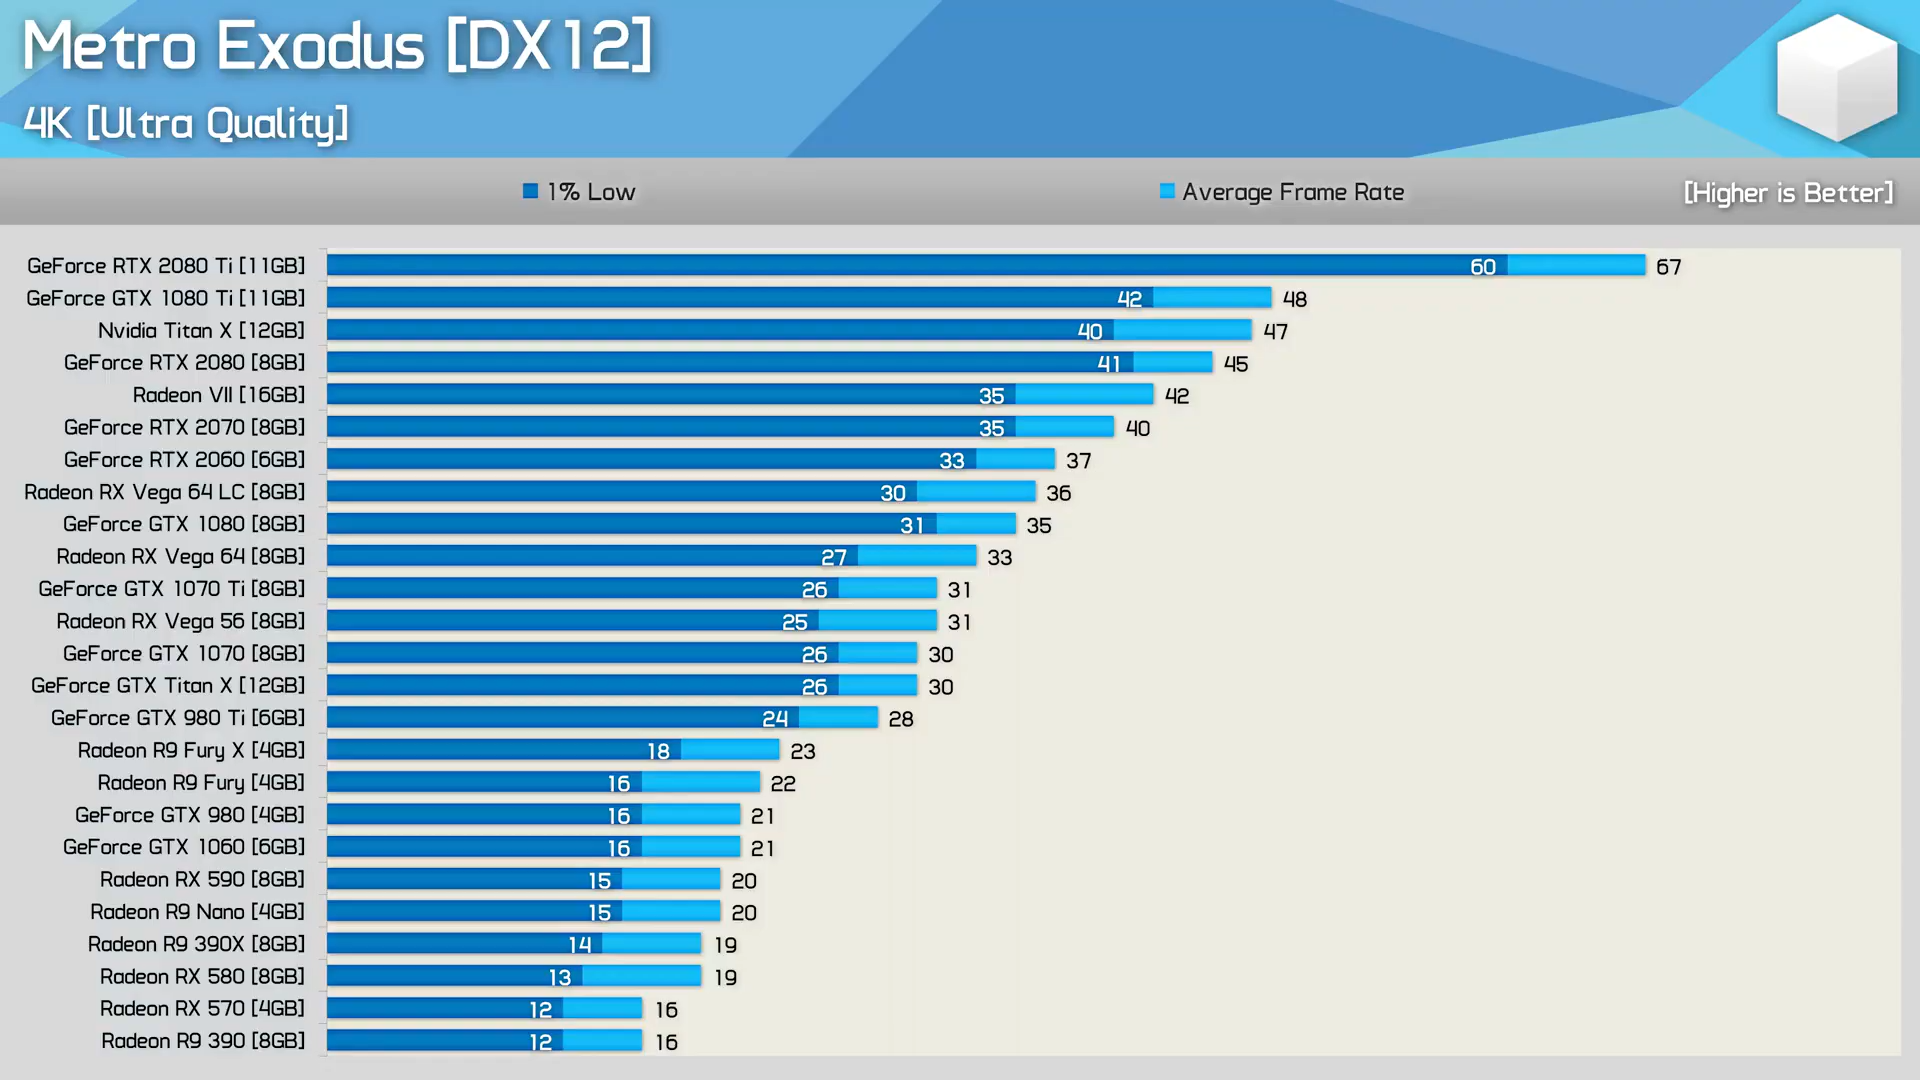 Metro Exodus [DX12]
4K [Ultra Quality]
1% Low Average Frame Rate [Higher is Better]
GeForce RTX 2080 Ti [11GB] 60 67
GeForce GTX 1080 Ti [11GB] 42 48
Nvidia Titan X [12GB] 40 47
GeForce RTX 2080 [8GB] 41 45
Radeon VII [16GB] 35 42
GeForce RTX 2070 [8GB] 35 40
GeForce RTX 2060 [6GB] 33 37
Radeon RX Vega 64 LC [8GB] 30 36
GeForce GTX 1080 [8GB] 31 35
Radeon RX Vega 64 [8GB] 27 33
GeForce GTX 1070 Ti [8GB] 26 31
Radeon RX Vega 56 [8GB] 25 31
GeForce GTX 1070 [8GB] 26 30
GeForce GTX Titan X [12GB] 26 30
GeForce GTX 980 Ti [6GB] 24 28
Radeon R9 Fury X [4GB] 18 23
Radeon R9 Fury [4GB] 16 22
GeForce GTX 980 [4GB] 16 21
GeForce GTX 1060 [6GB] 16 21
Radeon RX 590 [8GB] 15 20
Radeon R9 Nano [4GB] 15 20
Radeon R9 390X [8GB] 14 19
Radeon RX 580 [8GB] 13 19
Radeon RX 570 [4GB] 12 16
Radeon R9 390 [8GB] 12 16